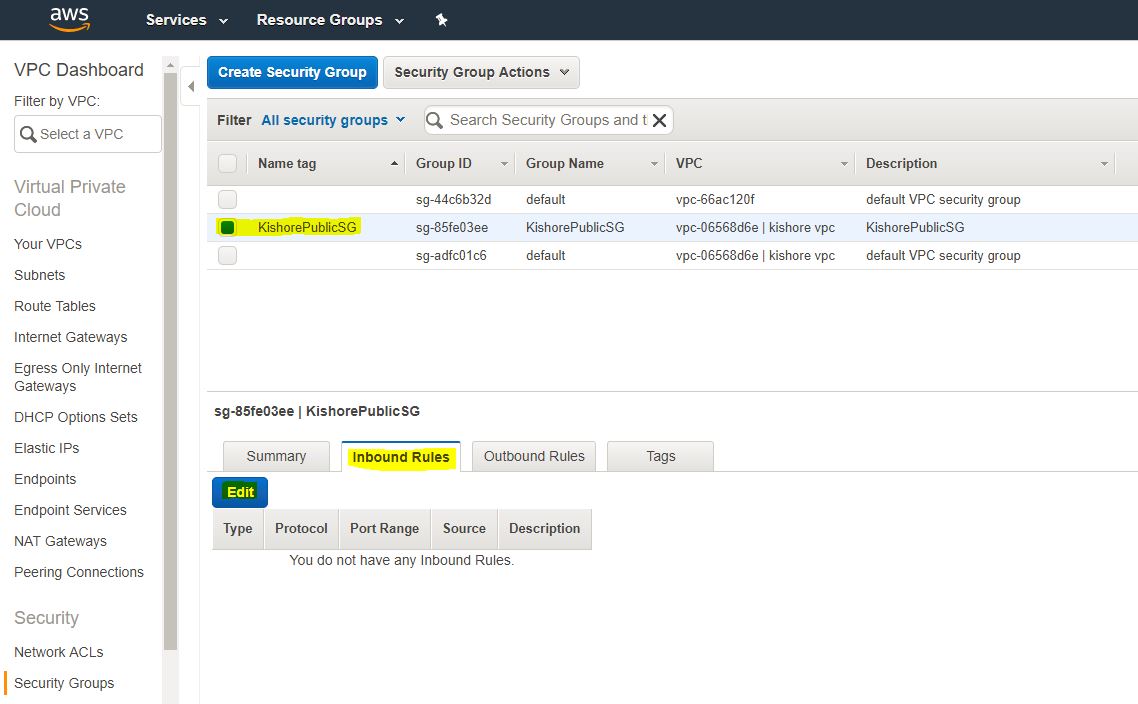 aws Services Resource Groups
VPC Dashboard
Filter by VPC:
Select a VPC
Virtual Private
Cloud
Your VPCs
Subnets
Route Tables
Internet Gateways
Egress Only Internet
Gateways
DHCP Options Sets
Elastic IPs
Endpoints
Endpoint Services
NAT Gateways
Peering Connections
Security
Network ACLs
Security Groups
Create Security Group Security Group Actions
Filter All security groups Search Security Groups and t
Name tag Group ID Group Name VPC Description
sg-44c6b32d default vpc-66ac120f default VPC security group
KishorePublicSG sg-85fe03ee KishorePublicSG vpc-06568d6e | kishore vpc KishorePublicSG
sg-adfc01c6 default vpc-06568d6e | kishore vpc default VPC security group
sg-85fe03ee | KishorePublicSG
Summary Inbound Rules Outbound Rules Tags
Edit
Type Protocol Port Range Source Description
You do not have any Inbound Rules.